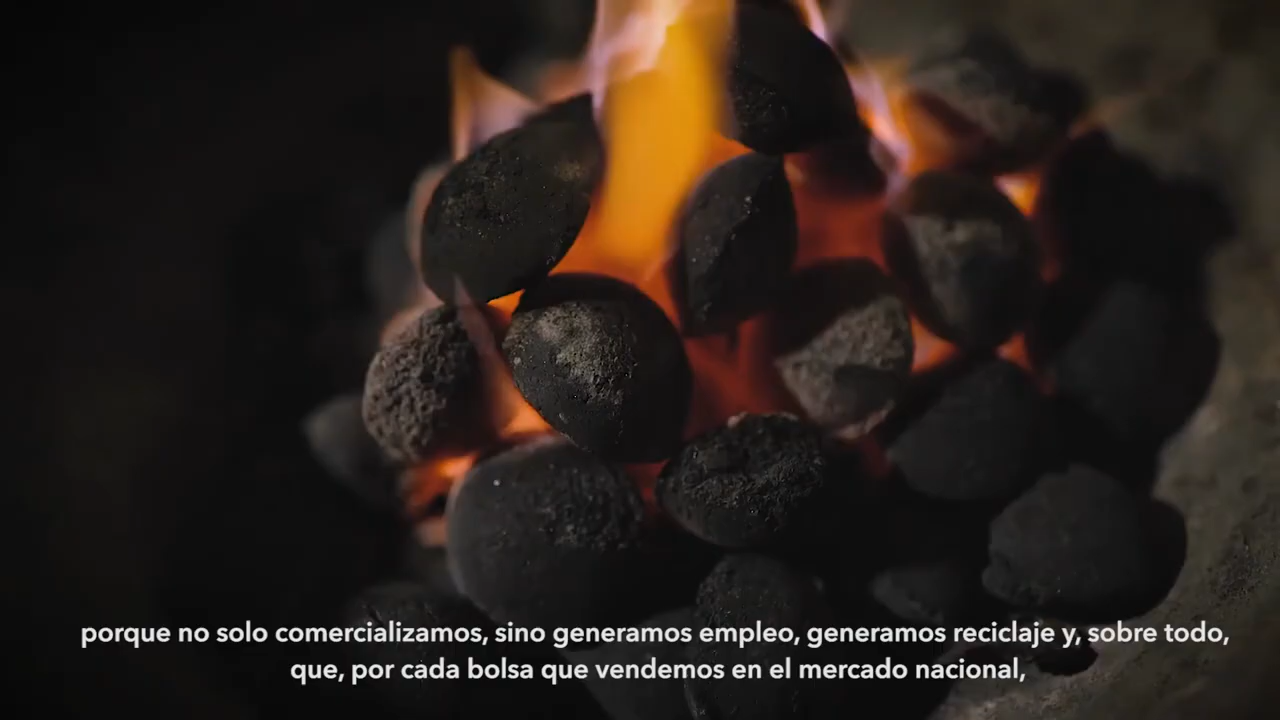 porque no solo comercializamos, sino generamos empleo, generamos reciclaje y, sobre todo,
que, por cada bolsa que vendemos en el mercado nacional,